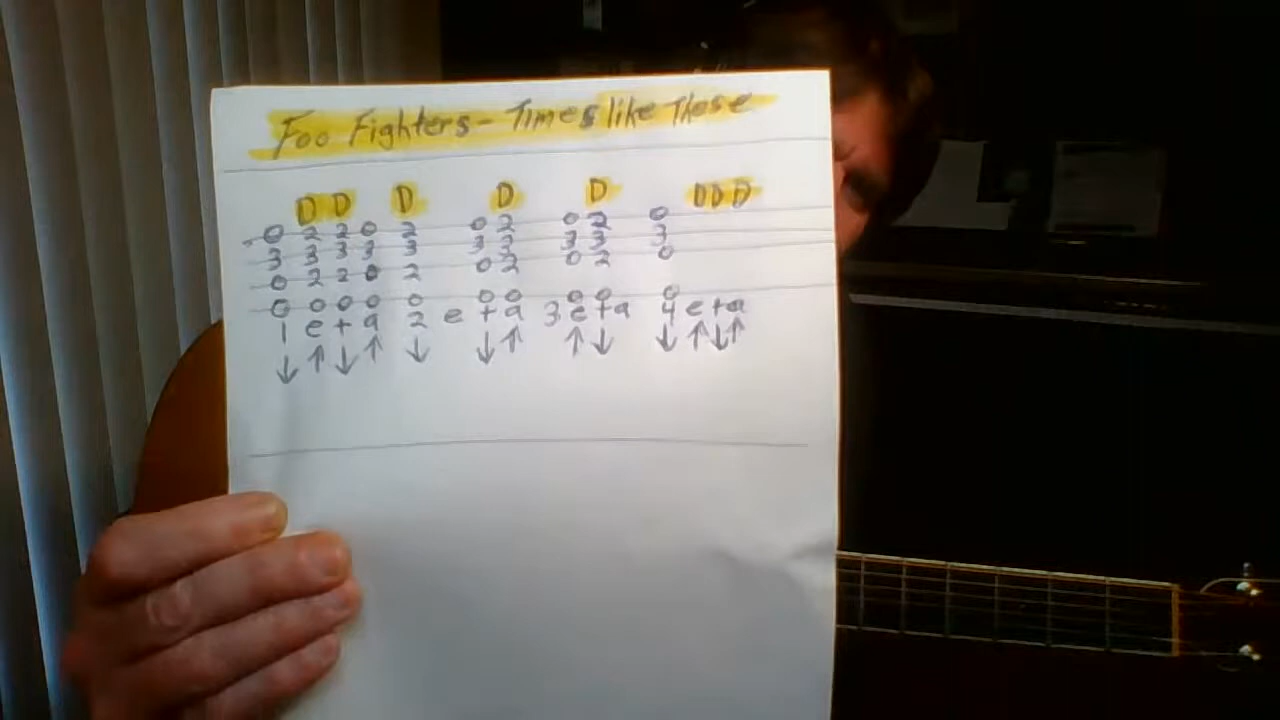 Foo Fighters - Times like These
D D D D D D D D
0 2 2 0 2 0 2 0 2 0
3 3 3 3 3 3 3 3 3 3
0 2 2 0 2 0 2 0 2 0
0 0 0 0 0 0 0 0 0 0
1 e + a 2 e + a 3 e + a 4 e + a
↓ ↑ ↓ ↑ ↓ ↓ ↑ ↑ ↓ ↓ ↑ ↓ ↑